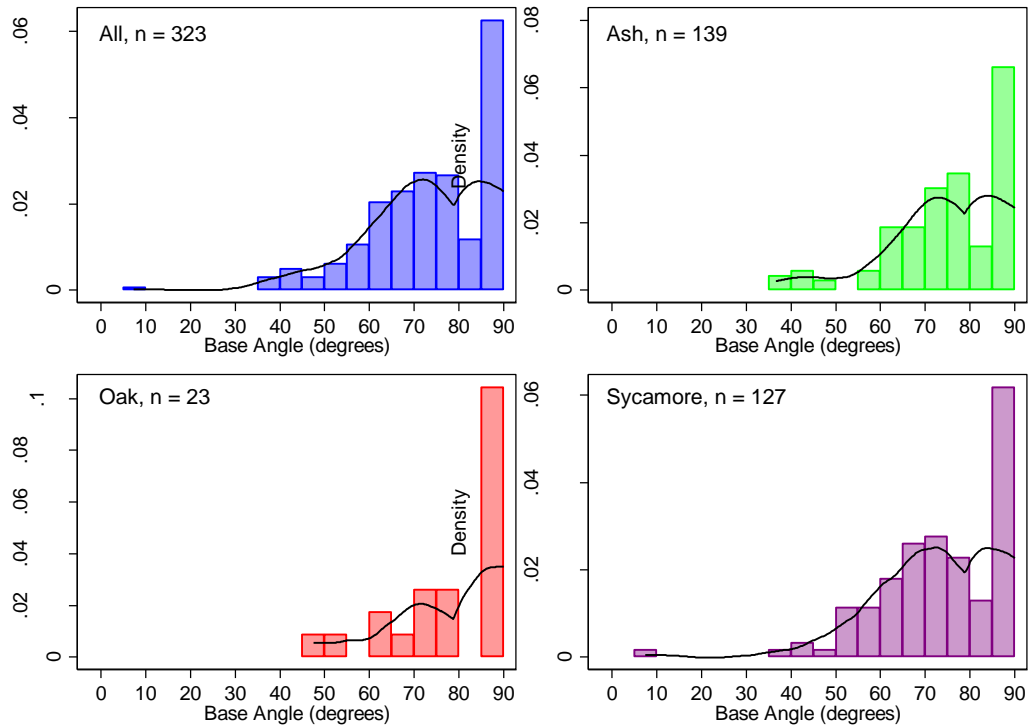 All, n = 323
Density
0 .02 .04 .06
0 10 20 30 40 50 60 70 80 90
Base Angle (degrees)
Ash, n = 139
0 .02 .04 .06 .08
0 10 20 30 40 50 60 70 80 90
Base Angle (degrees)
Oak, n = 23
Density
0 .02 .04 .06 .08 .1
0 10 20 30 40 50 60 70 80 90
Base Angle (degrees)
Sycamore, n = 127
0 .02 .04 .06
0 10 20 30 40 50 60 70 80 90
Base Angle (degrees)